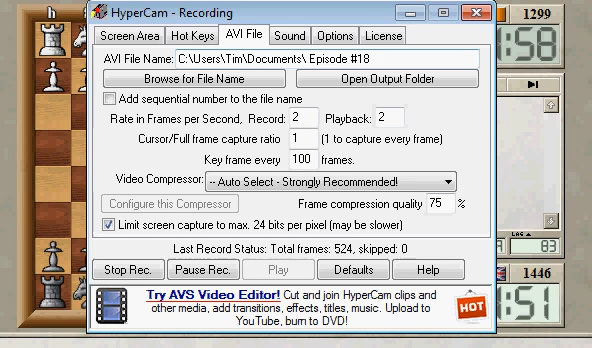 h
HyperCam - Recording
1299
:58
Screen Area Hot Keys AVI File Sound Options License
AVI File Name: C:\Users\Tim\Documents\ Episode #18
Browse for File Name Open Output Folder
Add sequential number to the file name
Rate in Frames per Second, Record: 2 Playback: 2
Cursor/Full frame capture ratio 1 (1 to capture every frame)
Key frame every 100 frames.
Video Compressor: -- Auto Select - Strongly Recommended!
Configure this Compressor Frame compression quality 75 %
Limit screen capture to max. 24 bits per pixel (may be slower)
LAG
83
Last Record Status: Total frames: 524, skipped: 0
Stop Rec. Pause Rec. Play Defaults Help
1446
:51
Try AVS Video Editor! Cut and join HyperCam clips and
other media, add transitions, effects, titles, music. Upload to
YouTube, burn to DVD!
HOT